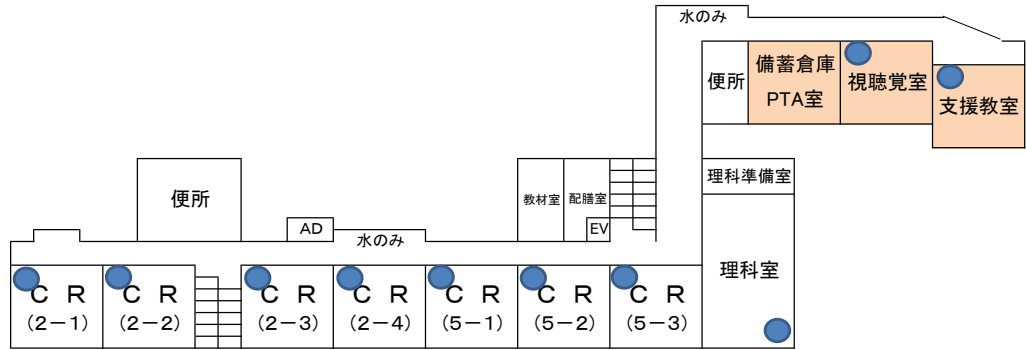 水のみ
便所
備蓄倉庫
PTA室
視聴覚室
支援教室
便所
教材室
配膳室
理科準備室
AD
水のみ
EV
理科室
ＣＲ
(2－1)
ＣＲ
(2－2)
ＣＲ
(2－3)
ＣＲ
(2－4)
ＣＲ
(5－1)
ＣＲ
(5－2)
ＣＲ
(5－3)